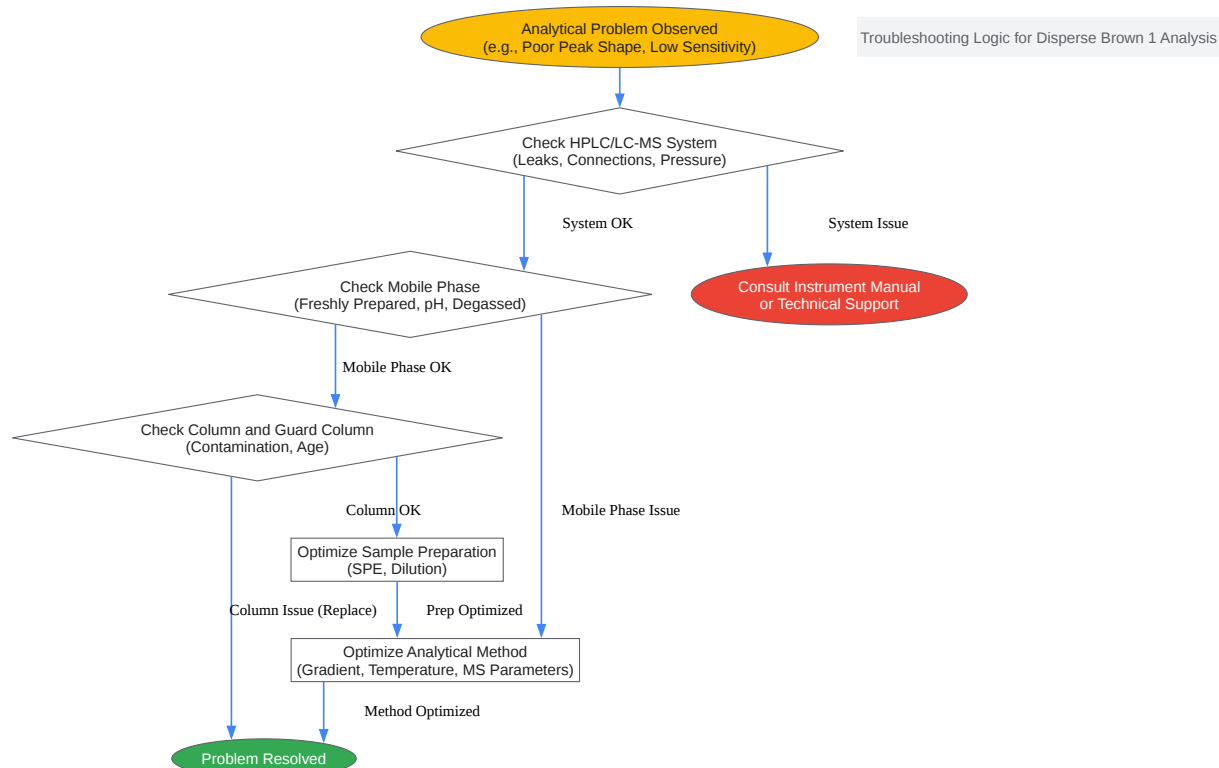 Analytical Problem Observed
(e.g., Poor Peak Shape, Low Sensitivity)
Troubleshooting Logic for Disperse Brown 1 Analysis
Check HPLC/LC-MS System
(Leaks, Connections, Pressure)
System OK
System Issue
Check Mobile Phase
(Freshly Prepared, pH, Degassed)
Consult Instrument Manual
or Technical Support
Mobile Phase OK
Check Column and Guard Column
(Contamination, Age)
Column OK
Mobile Phase Issue
Optimize Sample Preparation
(SPE, Dilution)
Column Issue (Replace)
Prep Optimized
Optimize Analytical Method
(Gradient, Temperature, MS Parameters)
Method Optimized
Problem Resolved